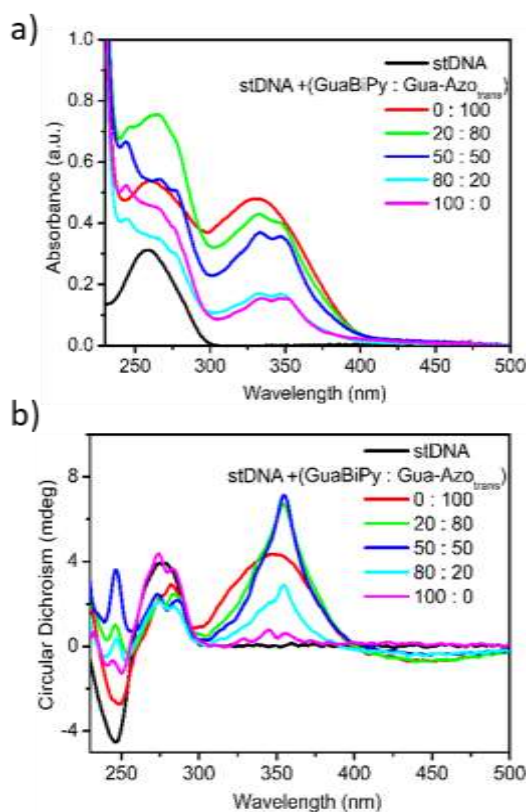 a)
1.0
0.8
0.6
0.4
0.2
0.0
Absorbance (a.u.)
stDNA
stDNA +(GuaBiPy : Gua-Azotrans)
0 : 100
20 : 80
50 : 50
80 : 20
100 : 0
250 300 350 400 450 500
Wavelength (nm)
b)
8
4
0
-4
Circular Dichroism (mdeg)
stDNA
stDNA +(GuaBiPy : Gua-Azotrans)
0 : 100
20 : 80
50 : 50
80 : 20
100 : 0
250 300 350 400 450 500
Wavelength (nm)